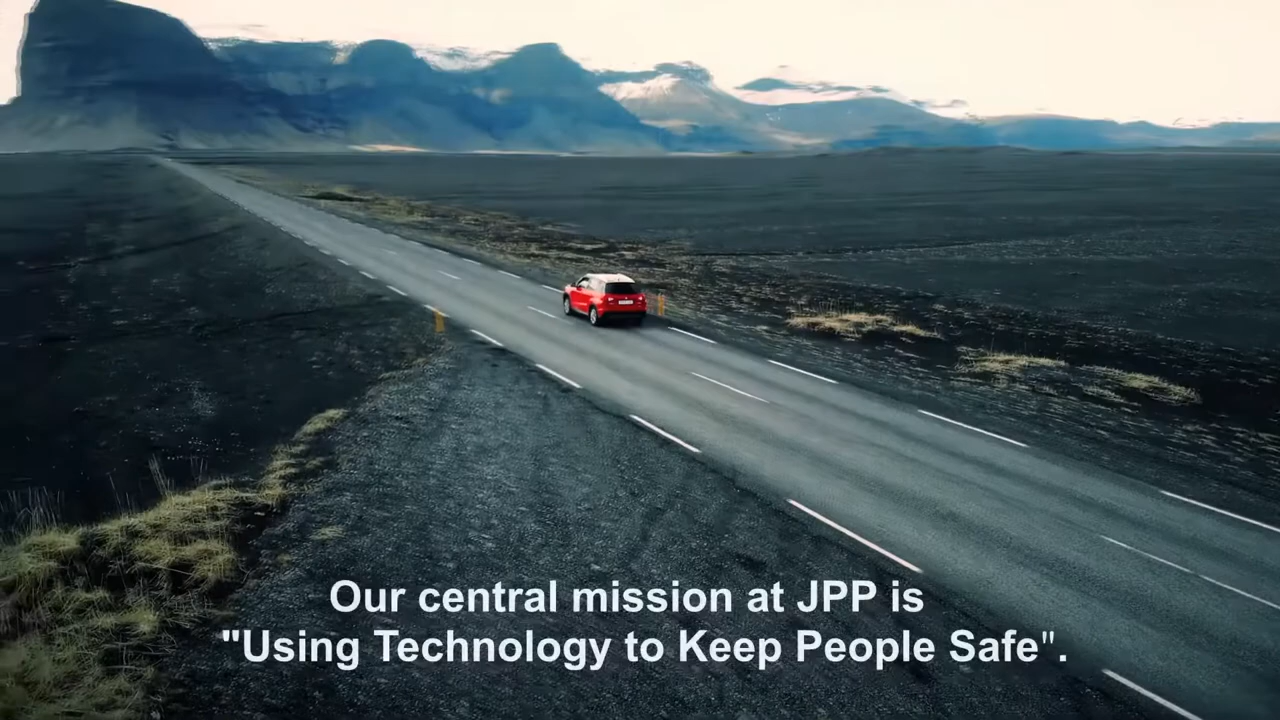 Our central mission at JPP is
"Using Technology to Keep People Safe".